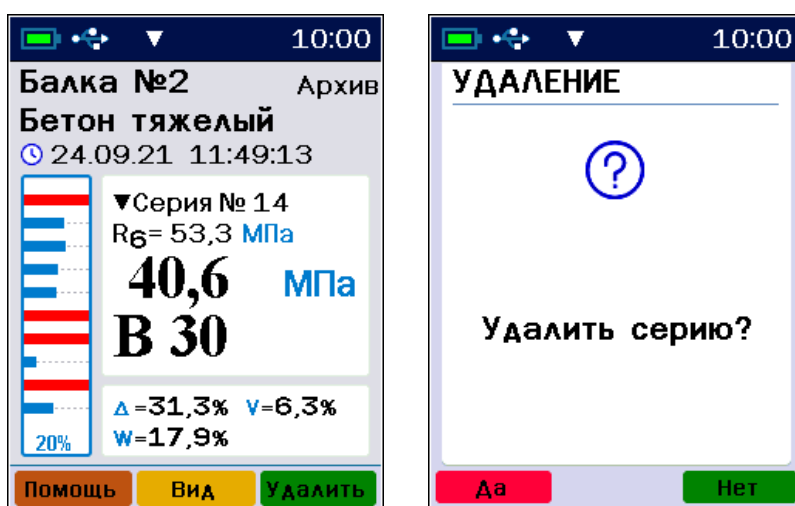 10:00
Балка №2 Архив
Бетон тяжелый
24.09.21 11:49:13
▼Серия № 14
R6= 53,3 МПа
40,6 МПа
В 30
Δ=31,3% V=6,3%
W=17,9%
20%
Помощь Вид Удалить
10:00
УДАЛЕНИЕ
?
Удалить серию?
Да Нет